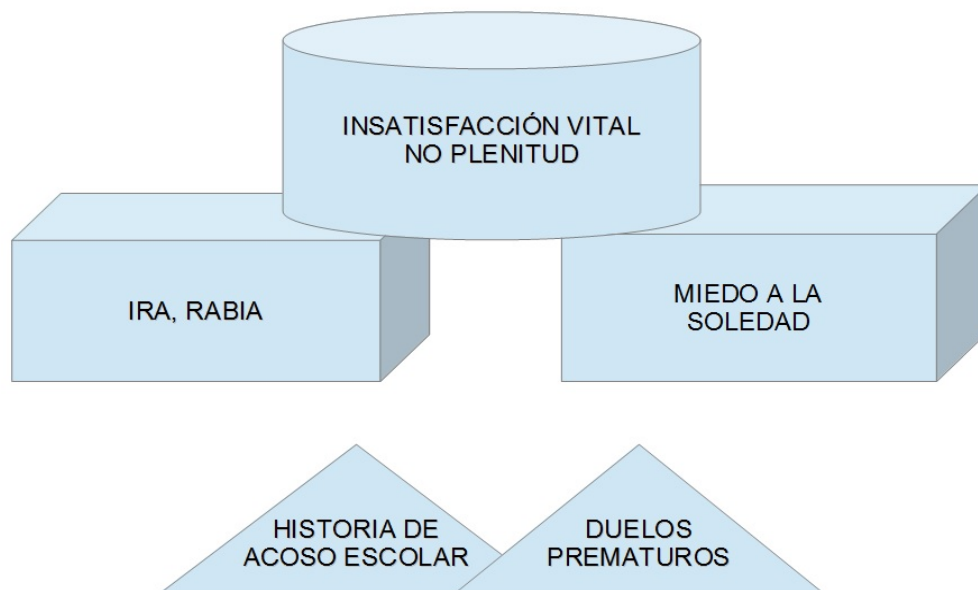 INSATISFACCIÓN VITAL
NO PLENITUD
IRA, RABIA
MIEDO A LA
SOLEDAD
HISTORIA DE
ACOSO ESCOLAR
DUELOS
PREMATUROS